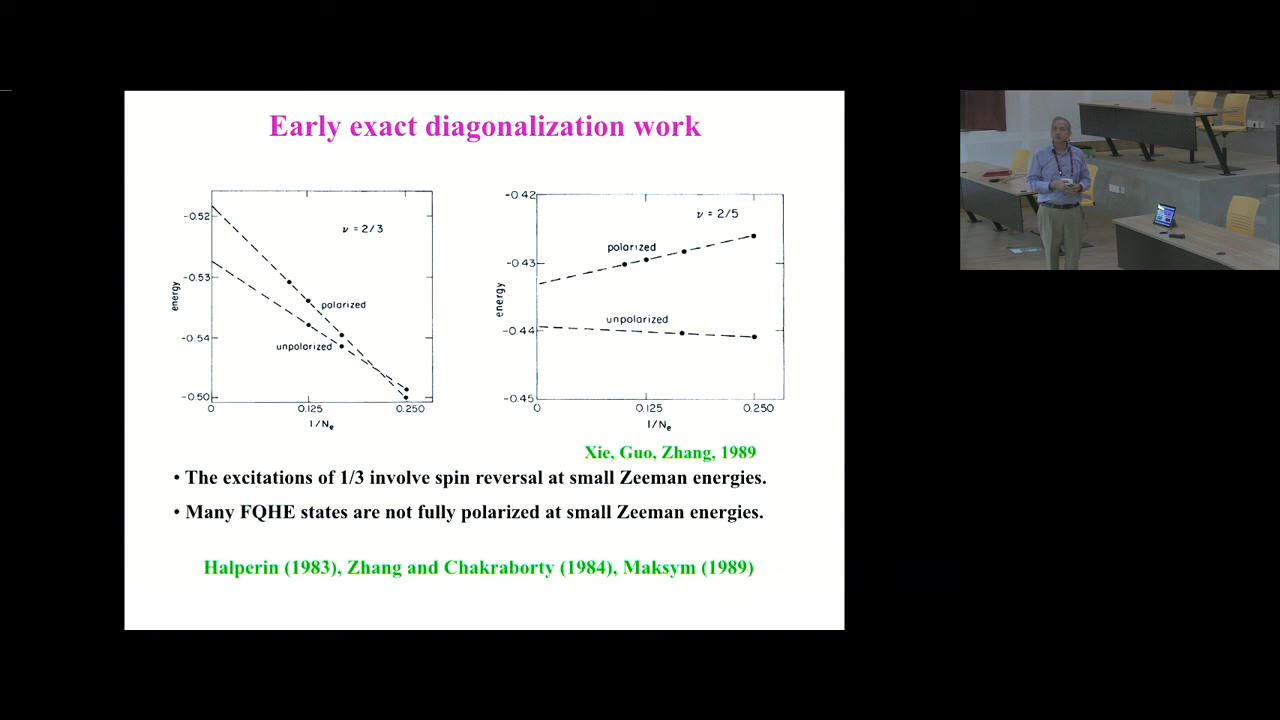 Early exact diagonalization work
-0.52
-0.53
-0.54
-0.50
energy
ν = 2/3
polarized
unpolarized
0
0.125
0.250
1/Ne
-0.42
-0.43
-0.44
-0.45
energy
ν = 2/5
polarized
unpolarized
0
0.125
0.250
1/Ne
Xie, Guo, Zhang, 1989
• The excitations of 1/3 involve spin reversal at small Zeeman energies.
• Many FQHE states are not fully polarized at small Zeeman energies.
Halperin (1983), Zhang and Chakraborty (1984), Maksym (1989)